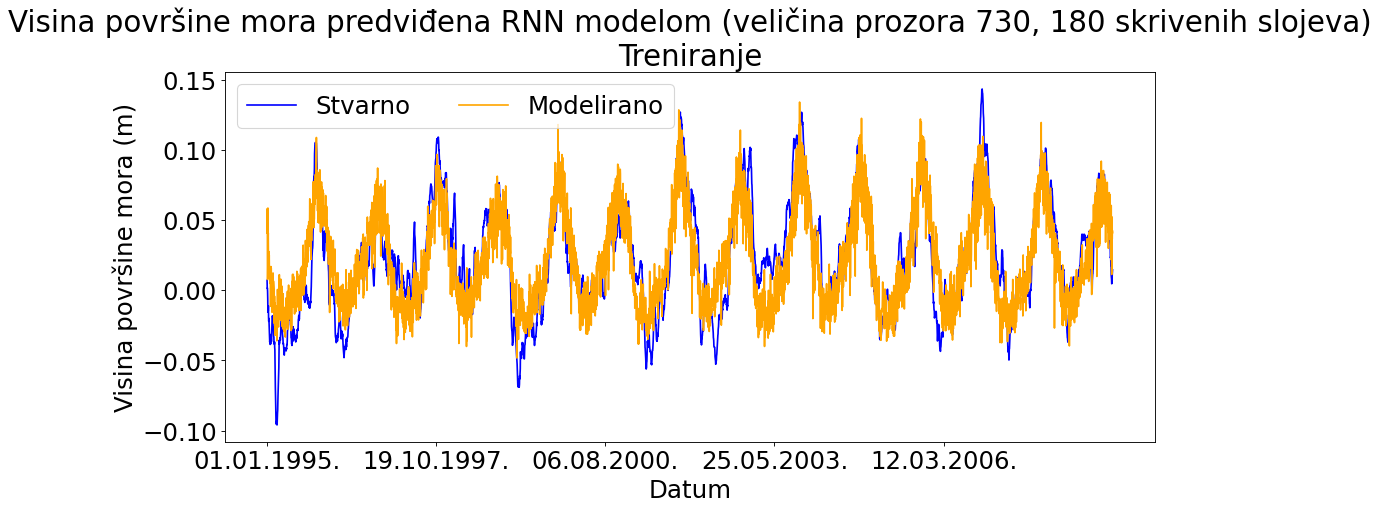 Visina površine mora predviđena RNN modelom (veličina prozora 730, 180 skrivenih slojeva)
Treniranje
Stvarno Modelirano
Visina površine mora (m)
0.15
0.10
0.05
0.00
−0.05
−0.10
01.01.1995. 19.10.1997. 06.08.2000. 25.05.2003. 12.03.2006.
Datum